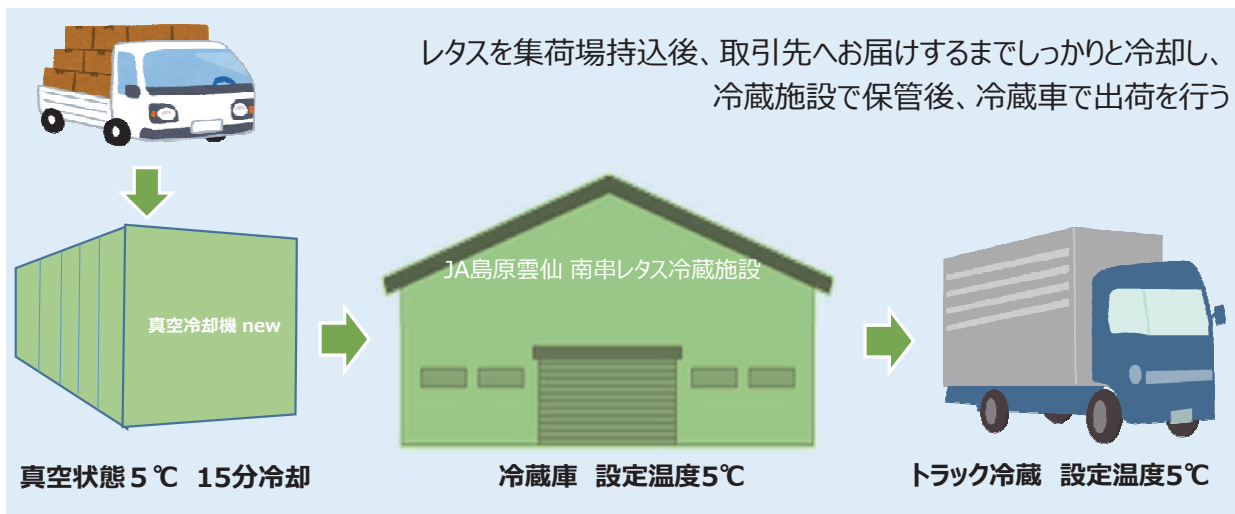 レタスを集荷場持込後、取引先へお届けするまでしっかりと冷却し、
冷蔵施設で保管後、冷蔵車で出荷を行う
真空冷却機 new
JA島原雲仙 南串レタス冷蔵施設
真空状態５℃ 15分冷却
冷蔵庫 設定温度5℃
トラック冷蔵 設定温度5℃